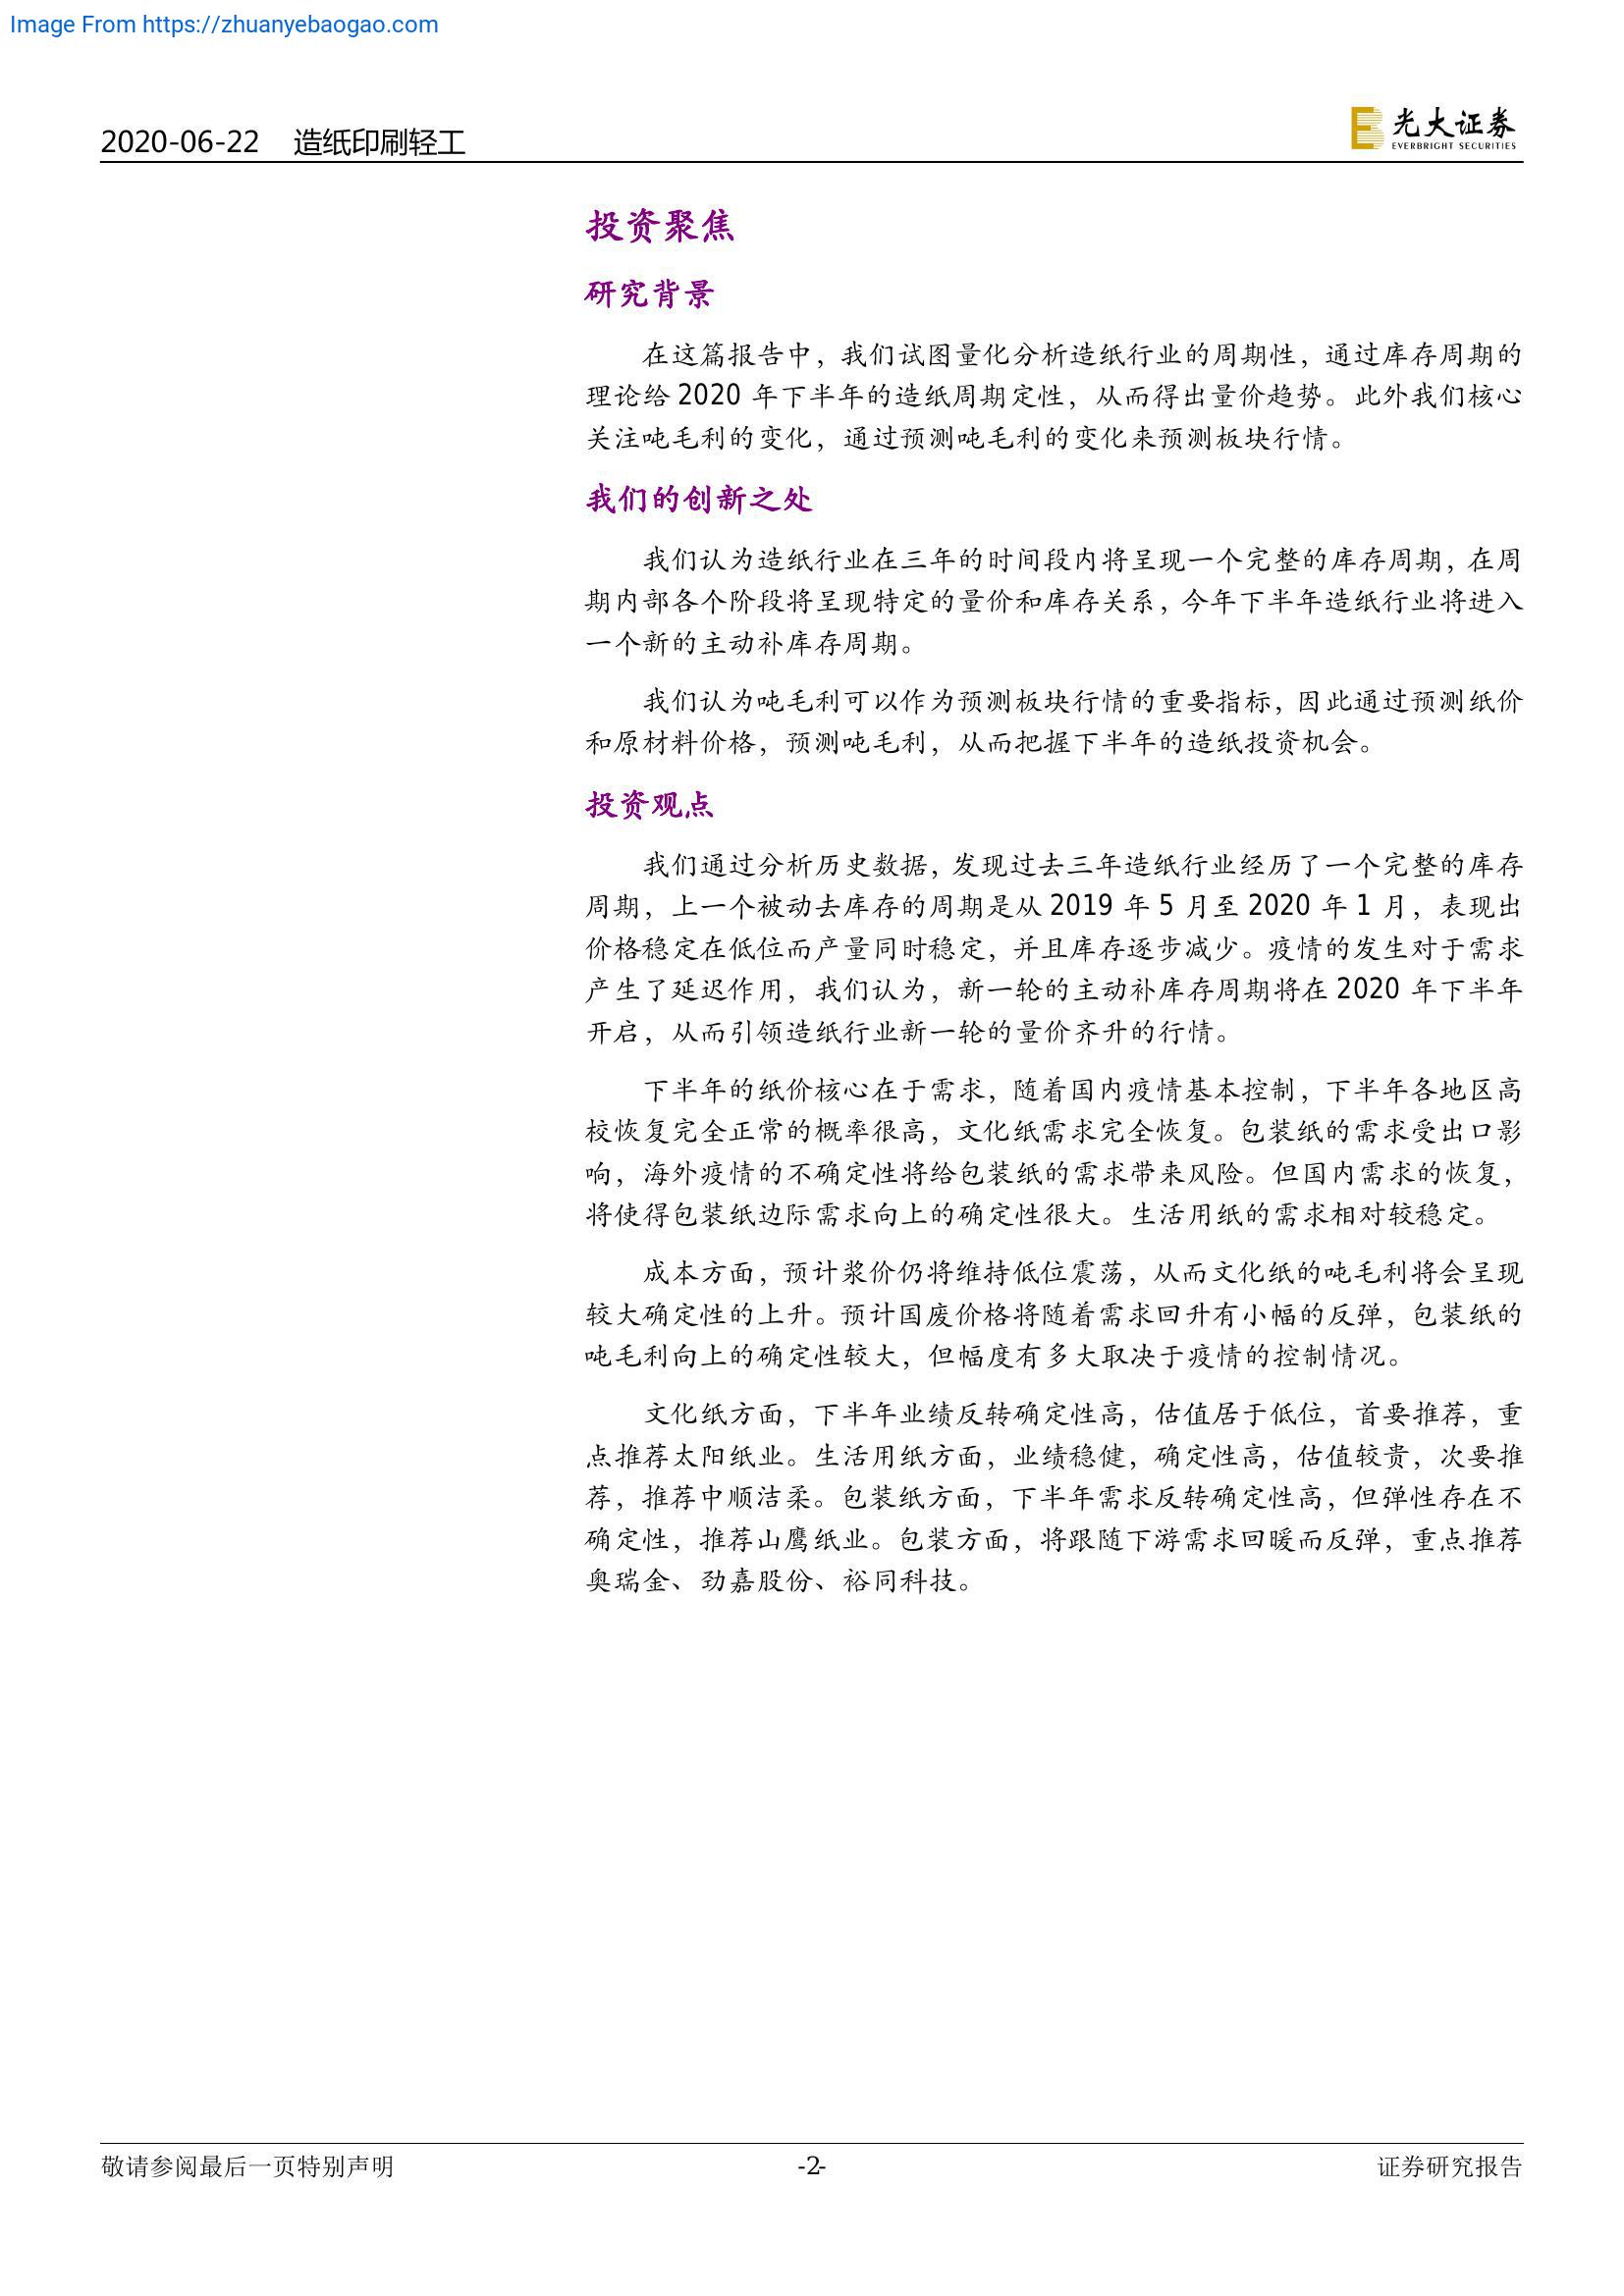 Image From https://zhuanyebaogao.com
2020-06-22 造纸印刷轻工
光大证券
EVERBRIGHT SECURITIES
投资聚焦
研究背景
在这篇报告中，我们试图量化分析造纸行业的周期性，通过库存周期的
理论给 2020 年下半年的造纸周期定性，从而得出量价趋势。此外我们核心
关注吨毛利的变化，通过预测吨毛利的变化来预测板块行情。
我们的创新之处
我们认为造纸行业在三年的时间段内将呈现一个完整的库存周期，在周
期内部各个阶段将呈现特定的量价和库存关系，今年下半年造纸行业将进入
一个新的主动补库存周期。
我们认为吨毛利可以作为预测板块行情的重要指标，因此通过预测纸价
和原材料价格，预测吨毛利，从而把握下半年的造纸投资机会。
投资观点
我们通过分析历史数据，发现过去三年造纸行业经历了一个完整的库存
周期，上一个被动去库存的周期是从 2019 年 5 月至 2020 年 1 月，表现出
价格稳定在低位而产量同时稳定，并且库存逐步减少。疫情的发生对于需求
产生了延迟作用，我们认为，新一轮的主动补库存周期将在 2020 年下半年
开启，从而引领造纸行业新一轮的量价齐升的行情。
下半年的纸价核心在于需求，随着国内疫情基本控制，下半年各地区高
校恢复完全正常的概率很高，文化纸需求完全恢复。包装纸的需求受出口影
响，海外疫情的不确定性将给包装纸的需求带来风险。但国内需求的恢复，
将使得包装纸边际需求向上的确定性很大。生活用纸的需求相对较稳定。
成本方面，预计浆价仍将维持低位震荡，从而文化纸的吨毛利将会呈现
较大确定性的上升。预计国废价格将随着需求回升有小幅的反弹，包装纸的
吨毛利向上的确定性较大，但幅度有多大取决于疫情的控制情况。
文化纸方面，下半年业绩反转确定性高，估值居于低位，首要推荐，重
点推荐太阳纸业。生活用纸方面，业绩稳健，确定性高，估值较贵，次要推
荐，推荐中顺洁柔。包装纸方面，下半年需求反转确定性高，但弹性存在不
确定性，推荐山鹰纸业。包装方面，将跟随下游需求回暖而反弹，重点推荐
奥瑞金、劲嘉股份、裕同科技。
敬请参阅最后一页特别声明 -2- 证券研究报告